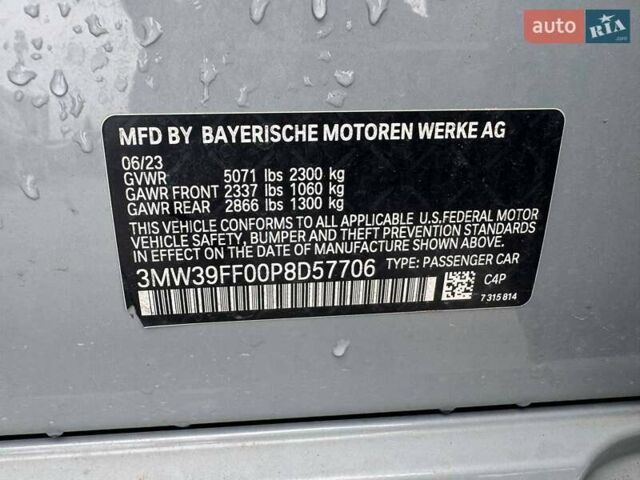 auto RIA .com
MFD BY BAYERISCHE MOTOREN WERKE AG
06/23
GVWR 5071 lbs 2300 kg
GAWR FRONT 2337 lbs 1060 kg
GAWR REAR 2866 lbs 1300 kg
THIS VEHICLE CONFORMS TO ALL APPLICABLE U.S.FEDERAL MOTOR
VEHICLE SAFETY, BUMPER AND THEFT PREVENTION STANDARDS
IN EFFECT ON THE DATE OF MANUFACTURE SHOWN ABOVE.
3MW39FF00P8D57706 TYPE: PASSENGER CAR
C4P
7 315 814